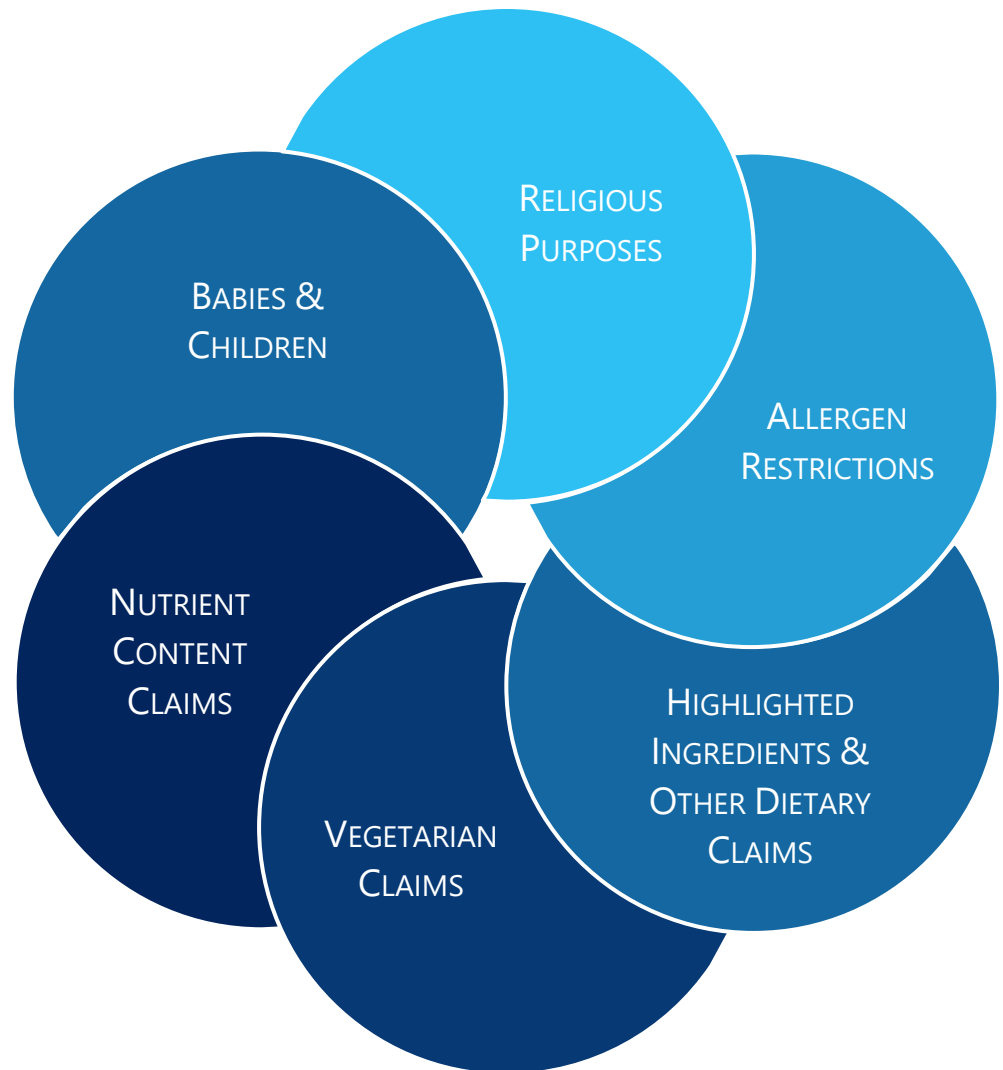 Religious
Purposes
Allergen
Restrictions
Highlighted
Ingredients &
Other Dietary
Claims
Vegetarian
Claims
Nutrient
Content
Claims
Babies &
Children